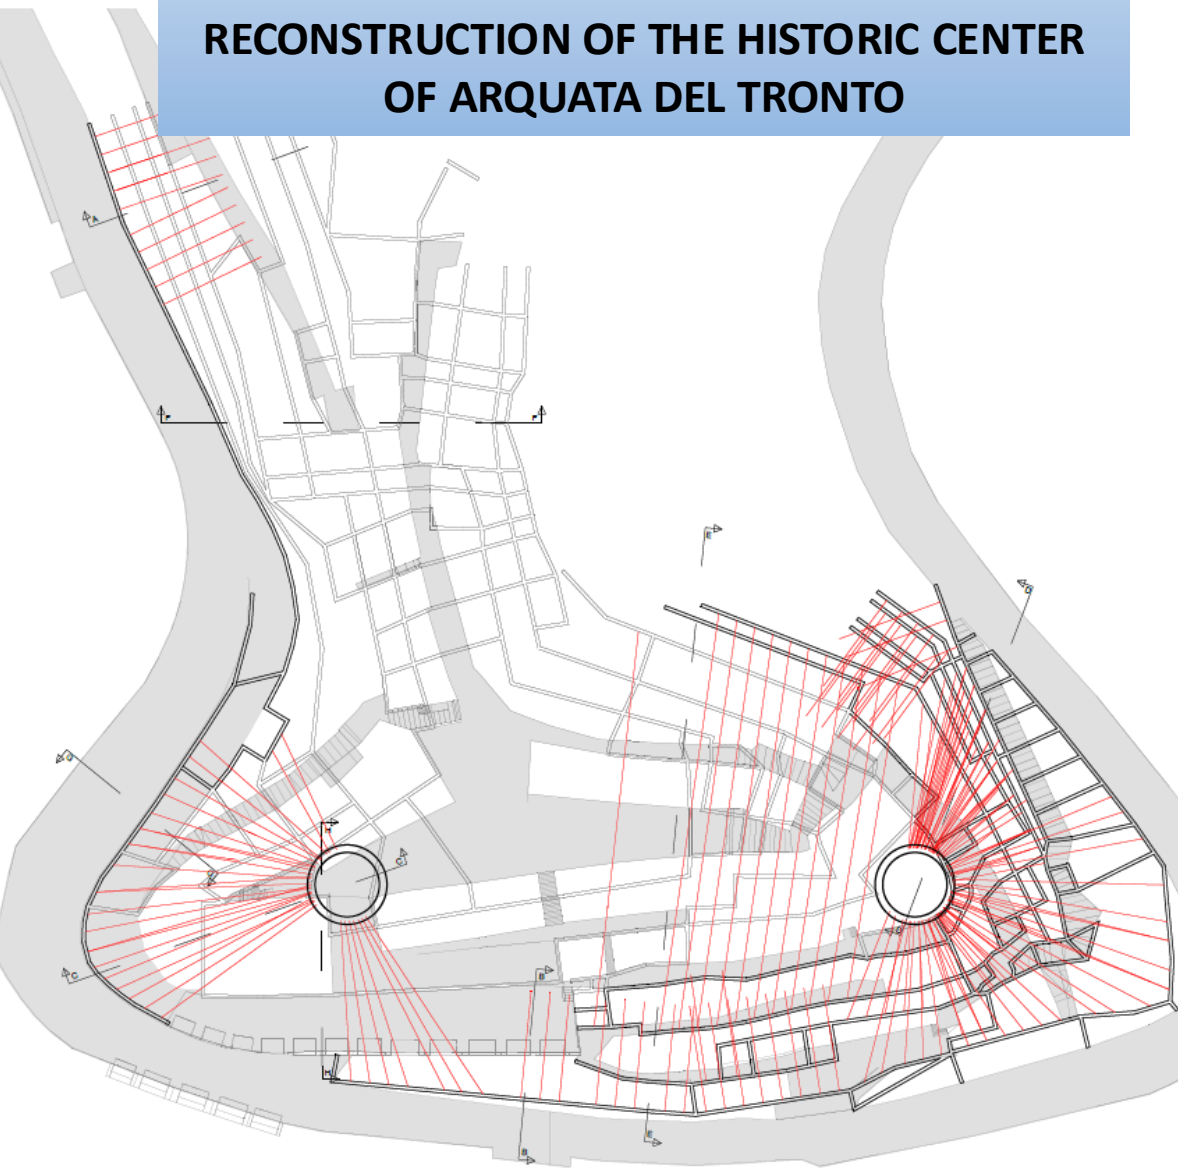 RECONSTRUCTION OF THE HISTORIC CENTER
OF ARQUATA DEL TRONTO
A
F
F
E
D
G
H
C
C
B
H
E
B